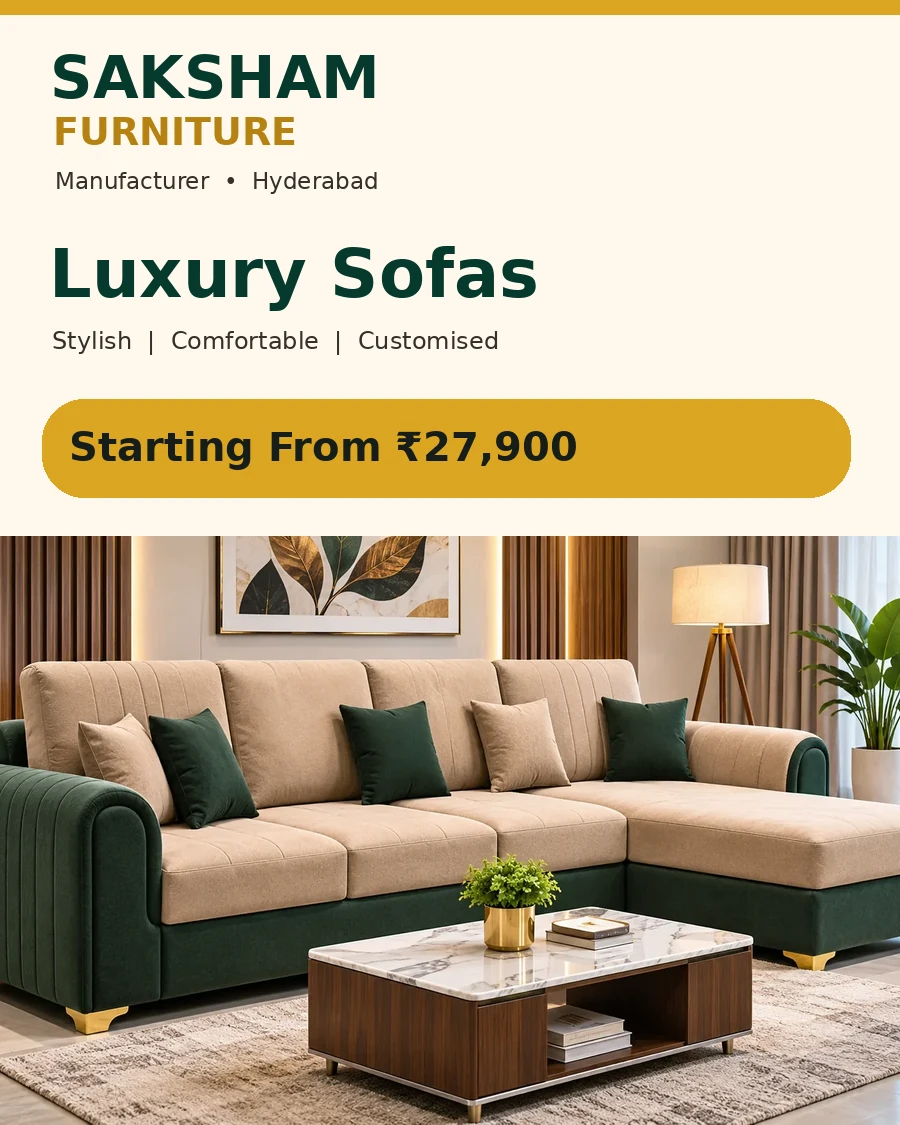 SAKSHAM
FURNITURE
Manufacturer • Hyderabad
Luxury Sofas
Stylish | Comfortable | Customised
Starting From ₹27,900